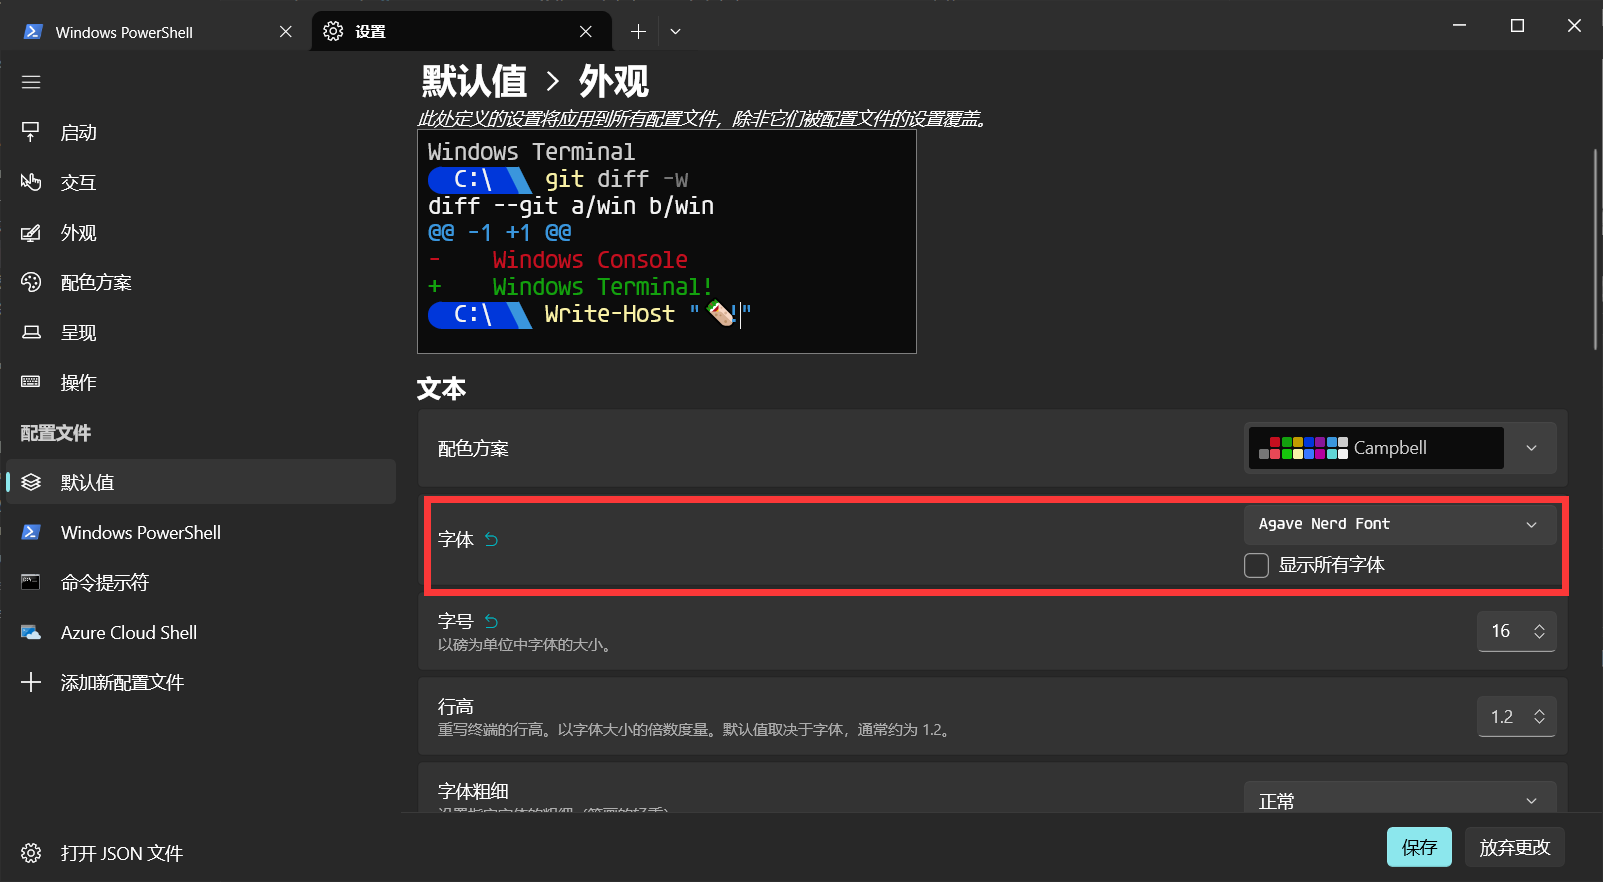 Windows PowerShell
设置
启动
交互
外观
配色方案
呈现
操作
配置文件
默认值
Windows PowerShell
命令提示符
Azure Cloud Shell
添加新配置文件
打开 JSON 文件
默认值 > 外观
此处定义的设置将应用到所有配置文件，除非它们被配置文件的设置覆盖。
Windows Terminal
C:\ git diff -w
diff --git a/win b/win
@@ -1 +1 @@
- Windows Console
+ Windows Terminal!
C:\ Write-Host "🌯!"
文本
配色方案
Campbell
字体
Agave Nerd Font
显示所有字体
字号
以磅为单位中字体的大小。
16
行高
重写终端的行高。以字体大小的倍数度量。默认值取决于字体，通常约为 1.2。
1.2
字体粗细
正常
保存
放弃更改